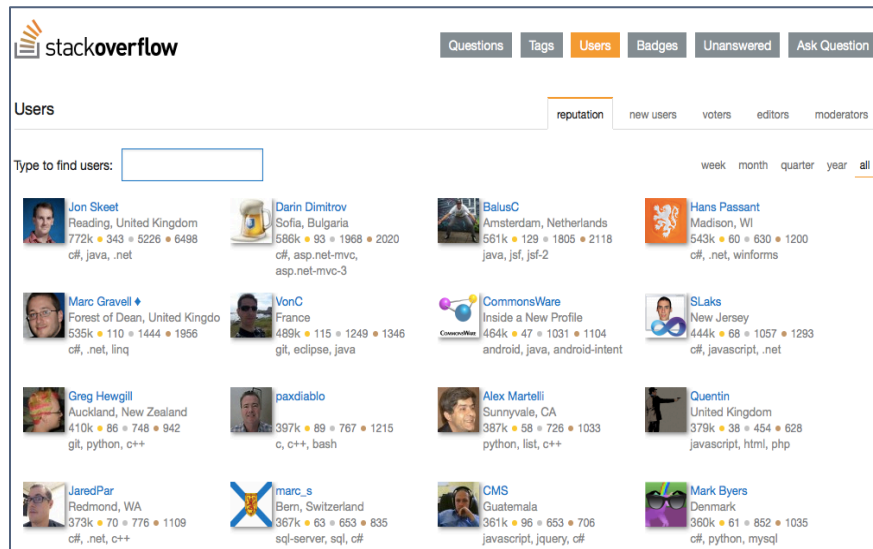 stackoverflow
Questions Tags Users Badges Unanswered Ask Question
Users
reputation new users voters editors moderators
Type to find users:
week month quarter year all
Jon Skeet
Reading, United Kingdom
772k 343 5226 6498
c#, java, .net
Darin Dimitrov
Sofia, Bulgaria
586k 93 1968 2020
c#, asp.net-mvc,
asp.net-mvc-3
BalusC
Amsterdam, Netherlands
561k 129 1805 2118
java, jsf, jsf-2
Hans Passant
Madison, WI
543k 60 630 1200
c#, .net, winforms
Marc Gravell ♦
Forest of Dean, United Kingdo
535k 110 1444 1956
c#, .net, linq
VonC
France
489k 115 1249 1346
git, eclipse, java
COMMONSWARE
CommonsWare
Inside a New Profile
464k 47 1031 1104
android, java, android-intent
SLaks
New Jersey
444k 68 1057 1293
c#, javascript, .net
Greg Hewgill
Auckland, New Zealand
410k 86 748 942
git, python, c++
paxdiablo
397k 89 767 1215
c, c++, bash
Alex Martelli
Sunnyvale, CA
387k 58 726 1033
python, list, c++
Quentin
United Kingdom
379k 38 454 628
javascript, html, php
JaredPar
Redmond, WA
373k 70 776 1109
c#, .net, c++
marc_s
Bern, Switzerland
367k 63 653 835
sql-server, sql, c#
CMS
Guatemala
361k 96 653 706
javascript, jquery, c#
Mark Byers
Denmark
360k 61 852 1035
c#, python, mysql